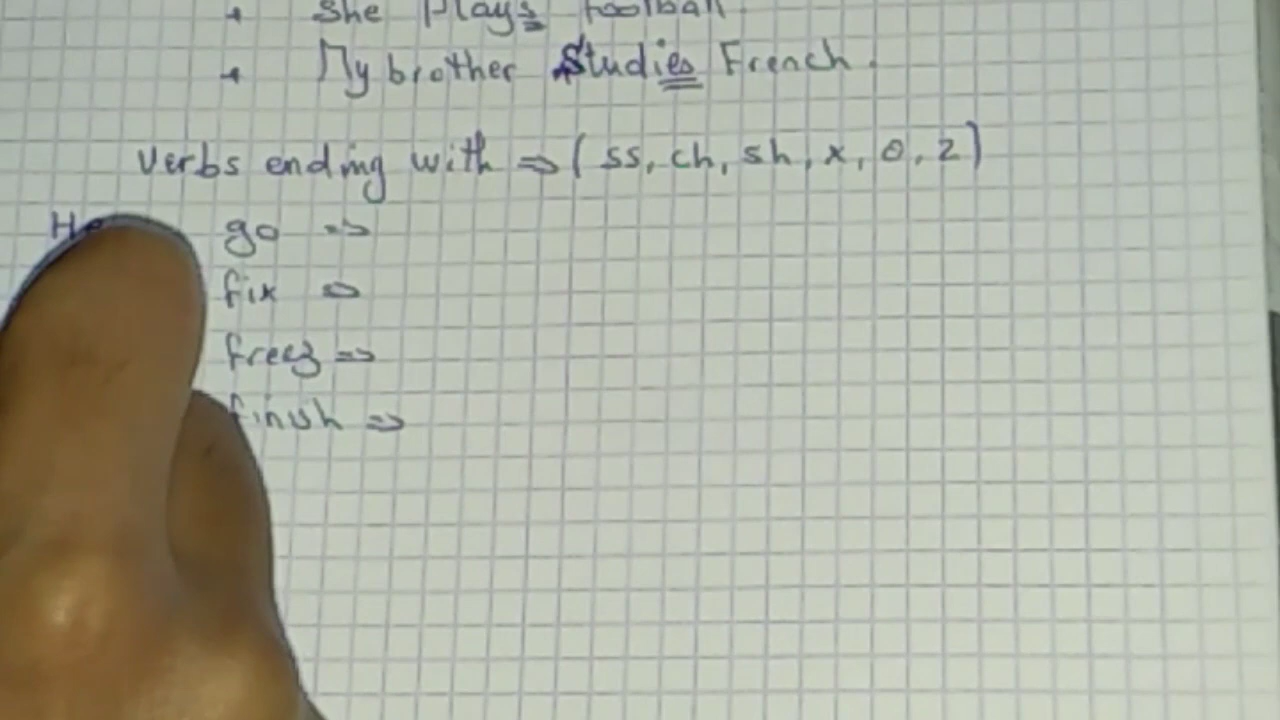 She plays football.
My brother studies French.
Verbs ending with => ( ss, ch, sh, x, o, z )
go =>
fix =>
freez =>
finish =>